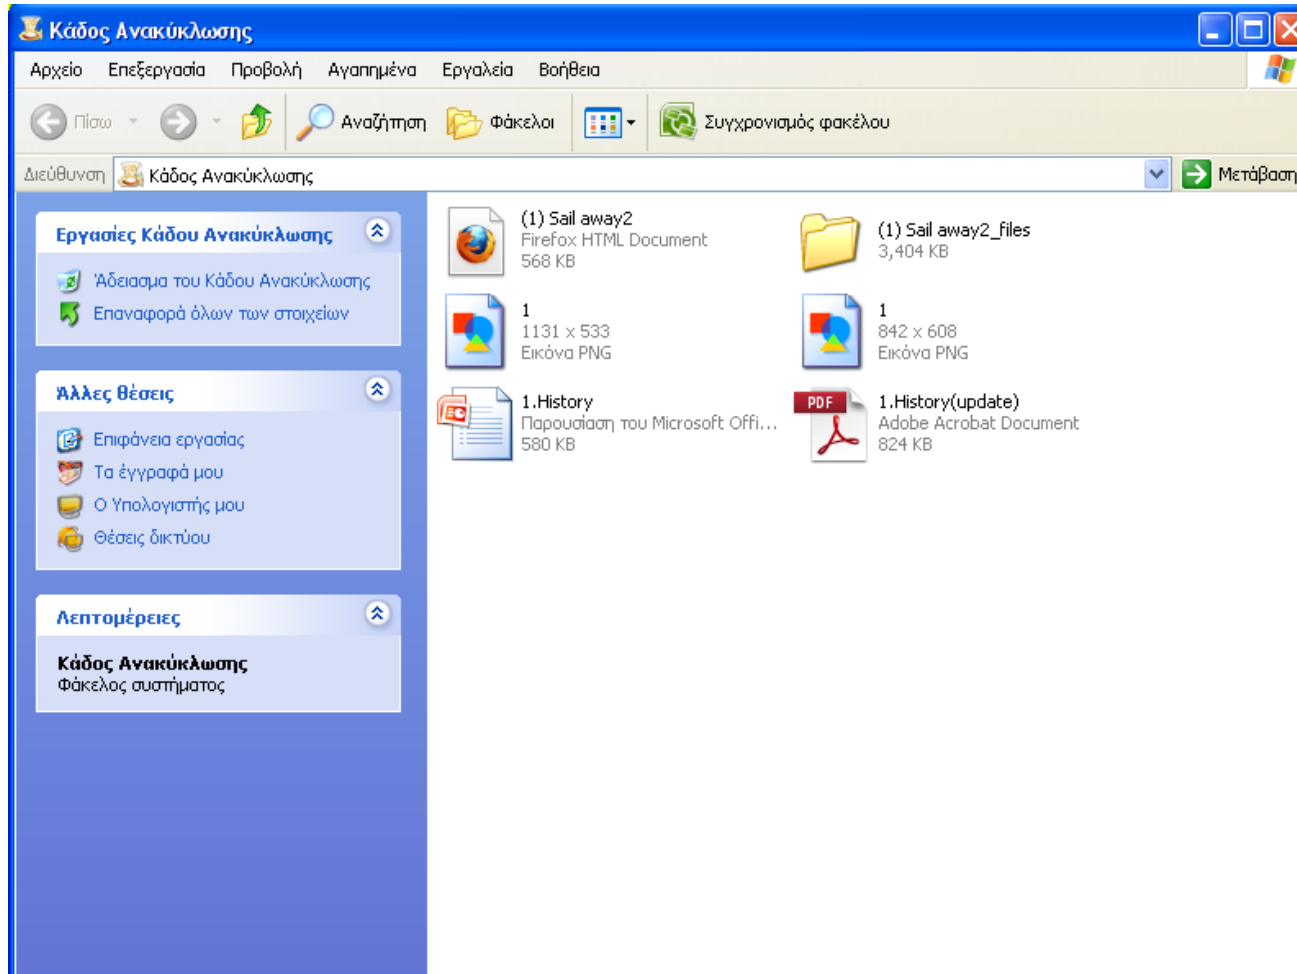 Κάδος Ανακύκλωσης
Αρχείο Επεξεργασία Προβολή Αγαπημένα Εργαλεία Βοήθεια
Πίσω Αναζήτηση Φάκελοι Συγχρονισμός φακέλου
Διεύθυνση Κάδος Ανακύκλωσης Μετάβαση
Εργασίες Κάδου Ανακύκλωσης
Άδειασμα του Κάδου Ανακύκλωσης
Επαναφορά όλων των στοιχείων
Άλλες θέσεις
Επιφάνεια εργασίας
Τα έγγραφά μου
Ο Υπολογιστής μου
Θέσεις δικτύου
Λεπτομέρειες
Κάδος Ανακύκλωσης
Φάκελος συστήματος
(1) Sail away2
Firefox HTML Document
568 KB
(1) Sail away2_files
3,404 KB
1
1131 x 533
Εικόνα PNG
1
842 x 608
Εικόνα PNG
1.History
Παρουσίαση του Microsoft Offi...
580 KB
PDF
1.History(update)
Adobe Acrobat Document
824 KB